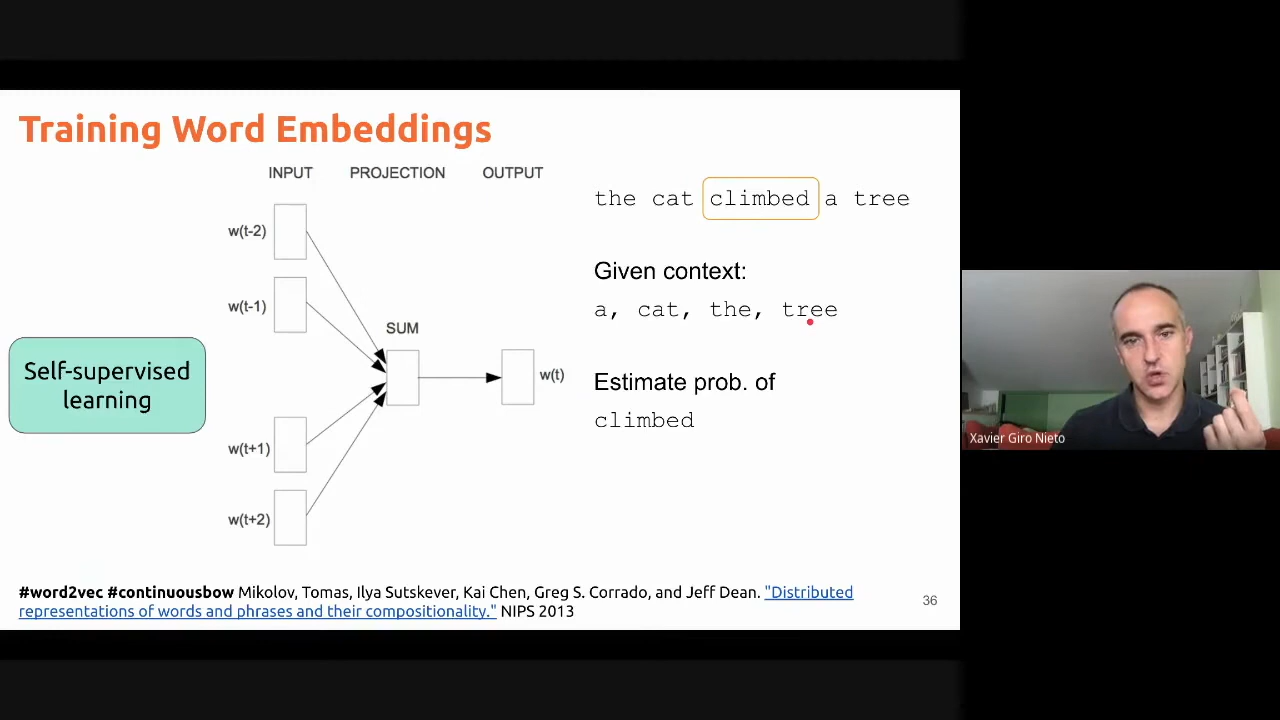 Training Word Embeddings
INPUT PROJECTION OUTPUT
w(t-2)
w(t-1)
SUM
w(t)
w(t+1)
w(t+2)
Self-supervised
learning
the cat climbed a tree
Given context:
a, cat, the, tree
Estimate prob. of
climbed
#word2vec #continuousbow Mikolov, Tomas, Ilya Sutskever, Kai Chen, Greg S. Corrado, and Jeff Dean. "Distributed
representations of words and phrases and their compositionality." NIPS 2013
36
Xavier Giro Nieto